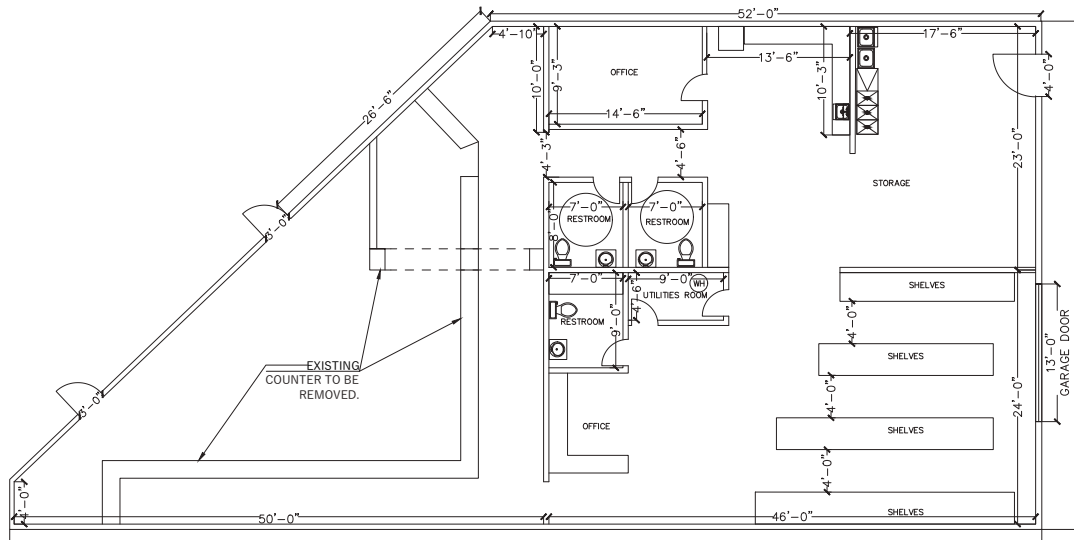 52'-0"
4'-10"
17'-6"
13'-6"
26'-6"
10'-0"
9'-3"
OFFICE
10'-3"
4'-0"
14'-6"
4'-3"
4'-6"
23'-0"
STORAGE
7'-0"
7'-0"
RESTROOM
RESTROOM
8'-0"
3'-0"
7'-0"
9'-0"
WH
UTILITIES ROOM
4'-6"
RESTROOM
9'-0"
SHELVES
4'-0"
SHELVES
13'-0"
GARAGE DOOR
EXISTING
COUNTER TO BE
REMOVED.
4'-0"
3'-0"
24'-0"
OFFICE
SHELVES
4'-0"
4'-0"
SHELVES
50'-0"
46'-0"